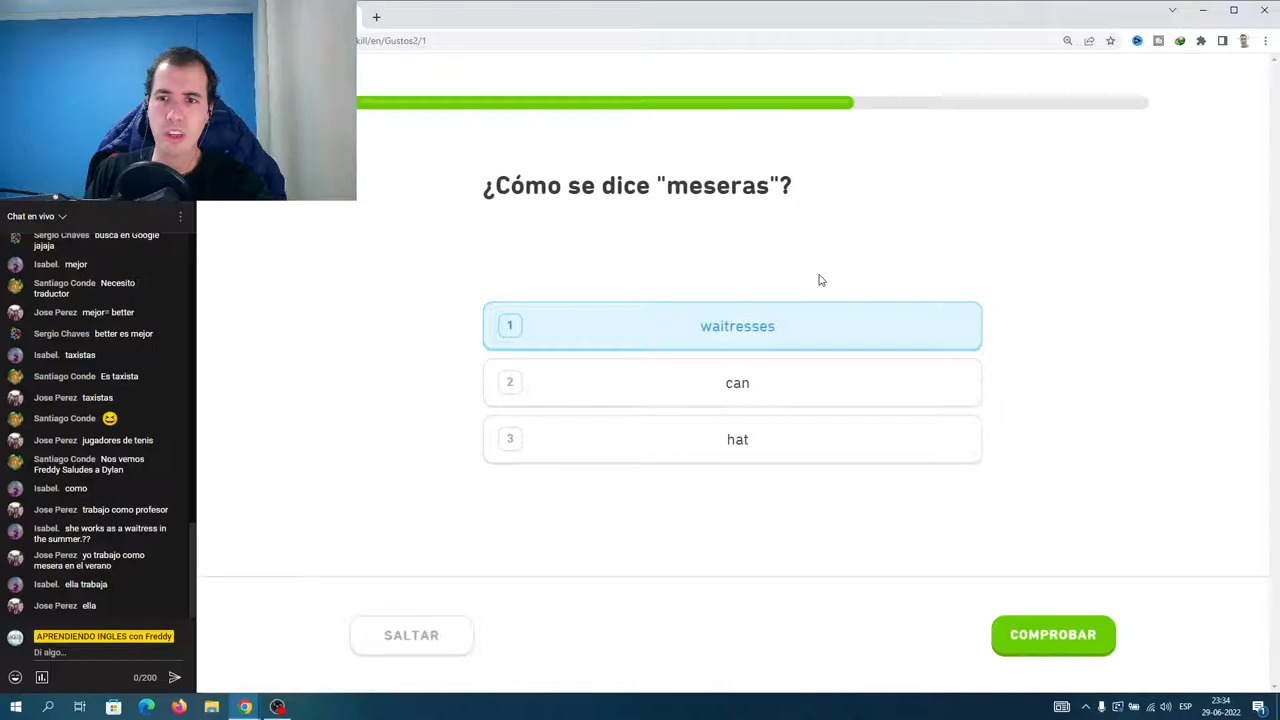 kill/en/Gustos2/1
¿Cómo se dice "meseras"?
1 waitresses
2 can
3 hat
SALTAR
COMPROBAR
Chat en vivo
Sergio Chaves busca en Google
jajaja
Isabel. mejor
Santiago Conde Necesito
traductor
Jose Perez mejor= better
Sergio Chaves better es mejor
Isabel. taxistas
Santiago Conde Es taxista
Jose Perez taxistas
Santiago Conde 😆
Jose Perez jugadores de tenis
Santiago Conde Nos vemos
Freddy Saludes a Dylan
Isabel. como
Jose Perez trabajo como profesor
Isabel. she works as a waitress in
the summer.??
Jose Perez yo trabajo como
mesera en el verano
Isabel. ella trabaja
Jose Perez ella
APRENDIENDO INGLES con Freddy
Di algo...
0/200
ESP
23:34
29-06-2022